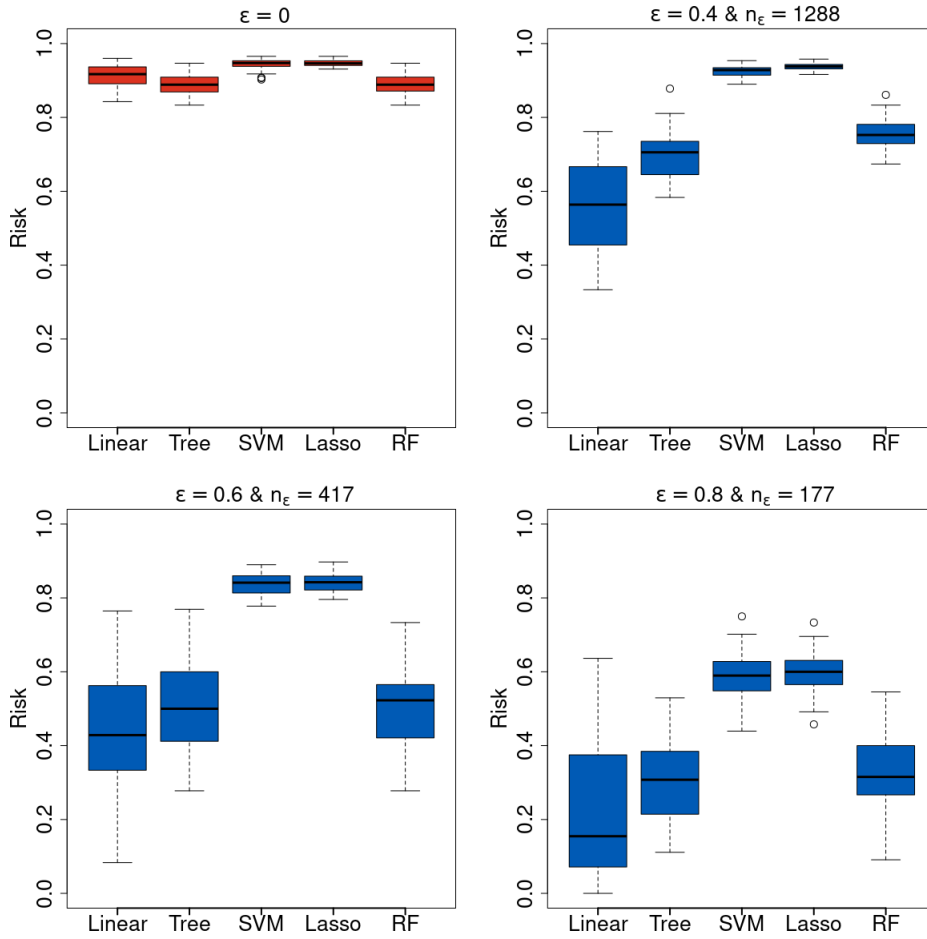 ε = 0
Risk
1.0
0.8
0.6
0.4
0.2
0.0
Linear Tree SVM Lasso RF
ε = 0.4 & nε = 1288
Risk
1.0
0.8
0.6
0.4
0.2
0.0
Linear Tree SVM Lasso RF
ε = 0.6 & nε = 417
Risk
1.0
0.8
0.6
0.4
0.2
0.0
Linear Tree SVM Lasso RF
ε = 0.8 & nε = 177
Risk
1.0
0.8
0.6
0.4
0.2
0.0
Linear Tree SVM Lasso RF